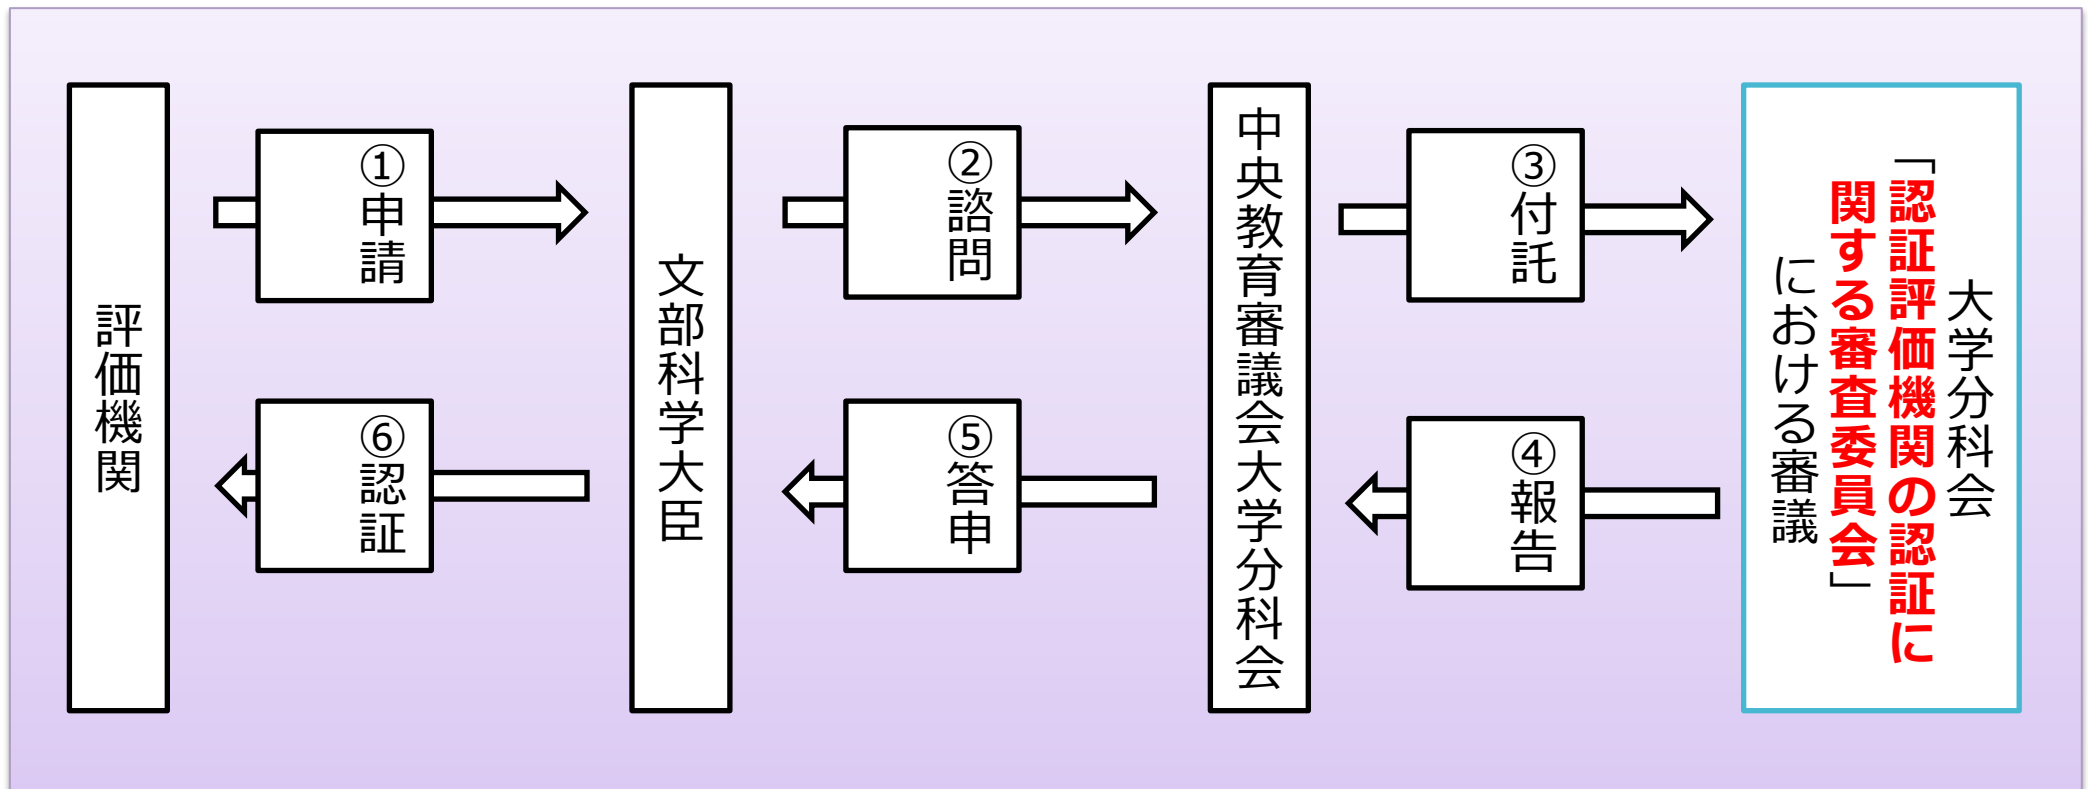 評価機関
①申請
⑥認証
文部科学大臣
②諮問
⑤答申
中央教育審議会大学分科会
③付託
④報告
大学分科会
「認証評価機関の認証に
関する審査委員会」
における審議